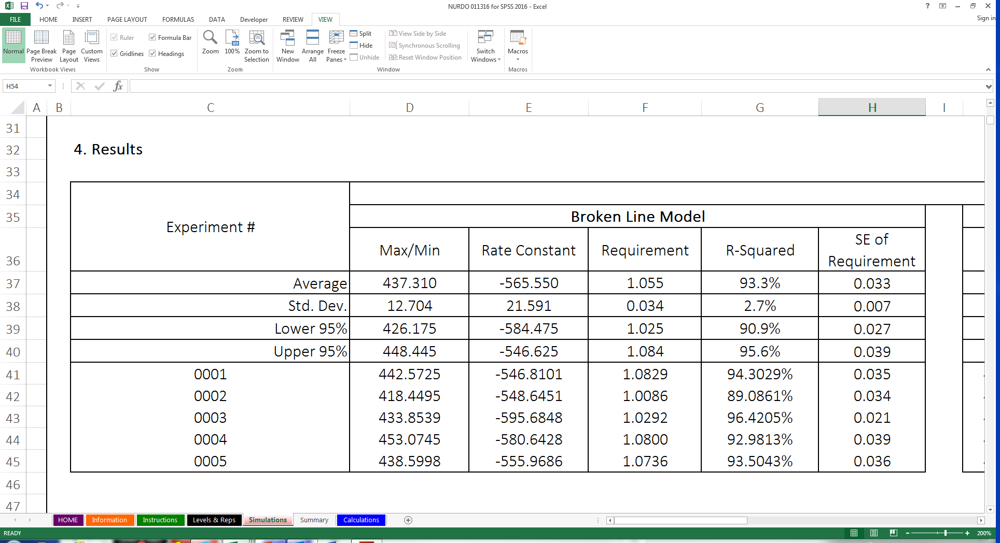 NURDO 011316 for SPSS 2016 - Excel
Sign in
FILE HOME INSERT PAGE LAYOUT FORMULAS DATA Developer REVIEW VIEW
Normal
Page Break Preview
Page Layout
Custom Views
Workbook Views
Ruler
Formula Bar
Gridlines
Headings
Show
Zoom
100%
Zoom to Selection
Zoom
New Window
Arrange All
Freeze Panes
Split
Hide
Unhide
View Side by Side
Synchronous Scrolling
Reset Window Position
Window
Switch Windows
Macros
Macros
H54
fx
A B C D E F G H I
31
32 4. Results
33
34
35 Experiment # Broken Line Model
36 Max/Min Rate Constant Requirement R-Squared SE of Requirement
37 Average 437.310 -565.550 1.055 93.3% 0.033
38 Std. Dev. 12.704 21.591 0.034 2.7% 0.007
39 Lower 95% 426.175 -584.475 1.025 90.9% 0.027
40 Upper 95% 448.445 -546.625 1.084 95.6% 0.039
41 0001 442.5725 -546.8101 1.0829 94.3029% 0.035
42 0002 418.4495 -548.6451 1.0086 89.0861% 0.034
43 0003 433.8539 -595.6848 1.0292 96.4205% 0.021
44 0004 453.0745 -580.6428 1.0800 92.9813% 0.039
45 0005 438.5998 -555.9686 1.0736 93.5043% 0.036
46
47
HOME Information Instructions Levels & Reps Simulations Summary Calculations
READY
200%